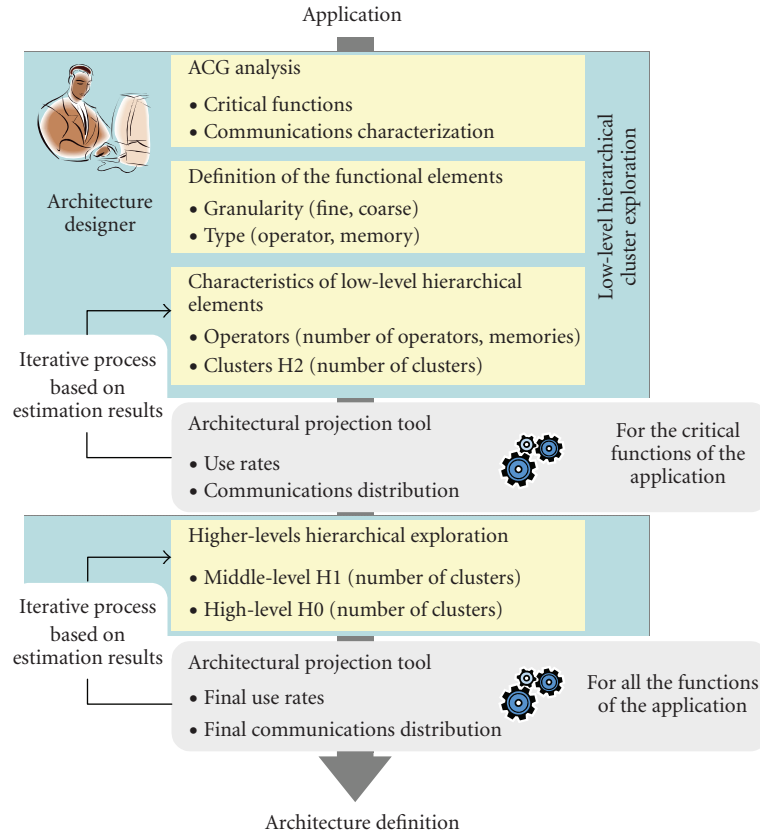 Application
ACG analysis
• Critical functions
• Communications characterization
Architecture
designer
Definition of the functional elements
• Granularity (fine, coarse)
• Type (operator, memory)
Low-level hierarchical
cluster exploration
Characteristics of low-level hierarchical
elements
• Operators (number of operators, memories)
• Clusters H2 (number of clusters)
Iterative process
based on
estimation results
Architectural projection tool
• Use rates
• Communications distribution
For the critical
functions of the
application
Higher-levels hierarchical exploration
• Middle-level H1 (number of clusters)
• High-level H0 (number of clusters)
Iterative process
based on
estimation results
Architectural projection tool
• Final use rates
• Final communications distribution
For all the functions
of the application
Architecture definition